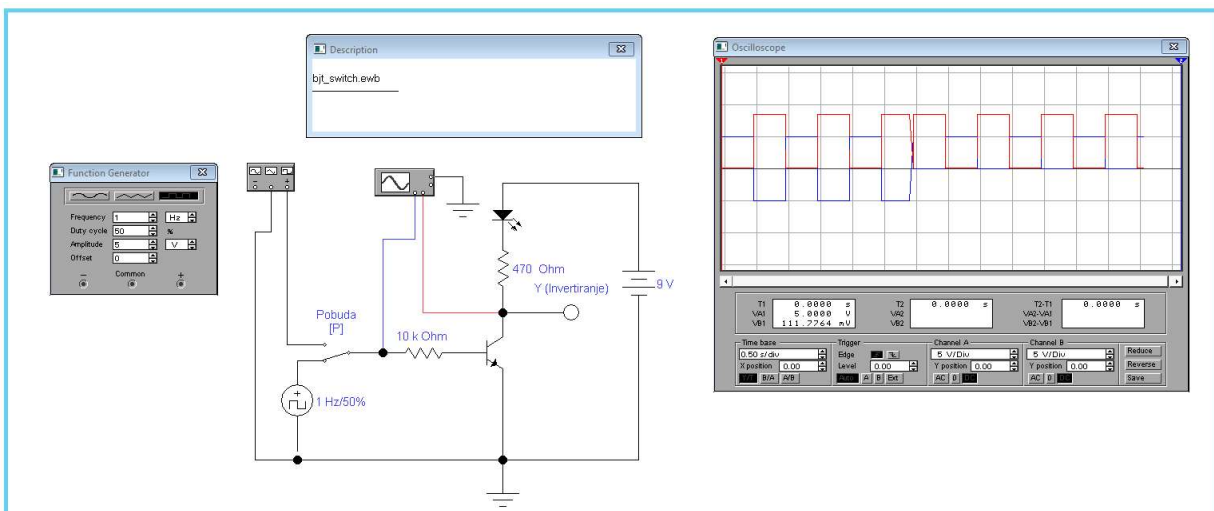 Description
bjt_switch.ewb
Function Generator
Frequency 1 Hz
Duty cycle 50 %
Amplitude 5 V
Offset 0
− Common +
− +
470 Ohm
Y (Invertiranje)
9 V
Pobuda
[P]
10 k Ohm
1 Hz/50%
Oscilloscope
1 2
T1 0.0000 s
VA1 5.0000 V
VB1 111.7764 mV
T2 0.0000 s
VA2
VB2
T2-T1 0.0000 s
VA2-VA1
VB2-VB1
Time base
0.50 s/div
X position 0.00
Y/T B/A A/B
Trigger
Edge
Level 0.00
Auto A B Ext
Channel A
5 V/Div
Y position 0.00
AC 0 DC
Channel B
5 V/Div
Y position 0.00
AC 0 DC
Reduce
Reverse
Save